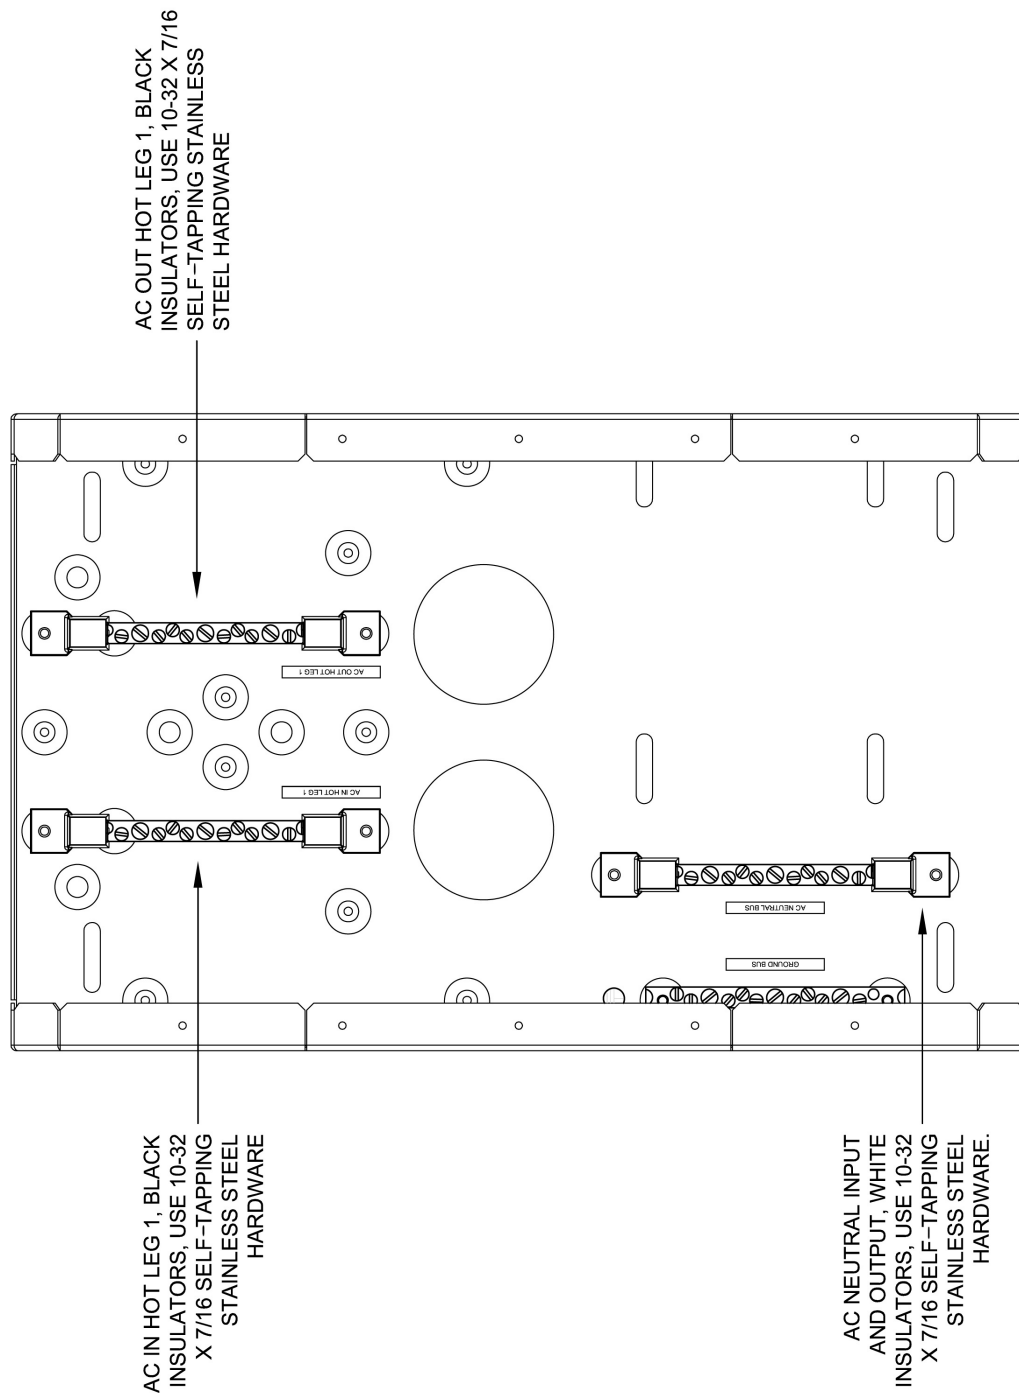 AC OUT HOT LEG 1, BLACK
INSULATORS, USE 10-32 X 7/16
SELF-TAPPING STAINLESS
STEEL HARDWARE
AC OUT HOT LEG 1
AC IN HOT LEG 1
AC NEUTRAL BUS
GROUND BUS
AC IN HOT LEG 1, BLACK
INSULATORS, USE 10-32
X 7/16 SELF-TAPPING
STAINLESS STEEL
HARDWARE
AC NEUTRAL INPUT
AND OUTPUT, WHITE
INSULATORS, USE 10-32
X 7/16 SELF-TAPPING
STAINLESS STEEL
HARDWARE.